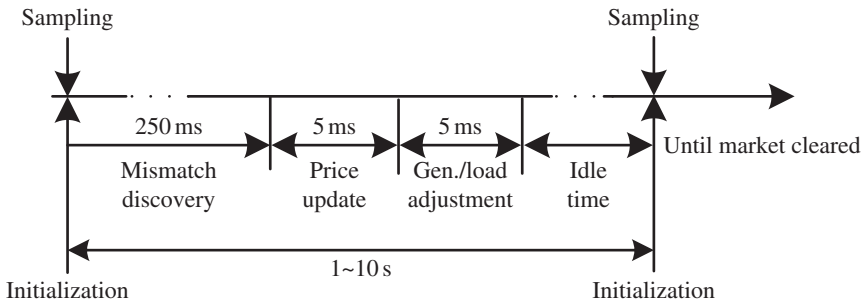 Sampling
Sampling
250 ms
5 ms
5 ms
Until market cleared
Mismatch
discovery
Price
update
Gen./load
adjustment
Idle
time
1~10 s
Initialization
Initialization